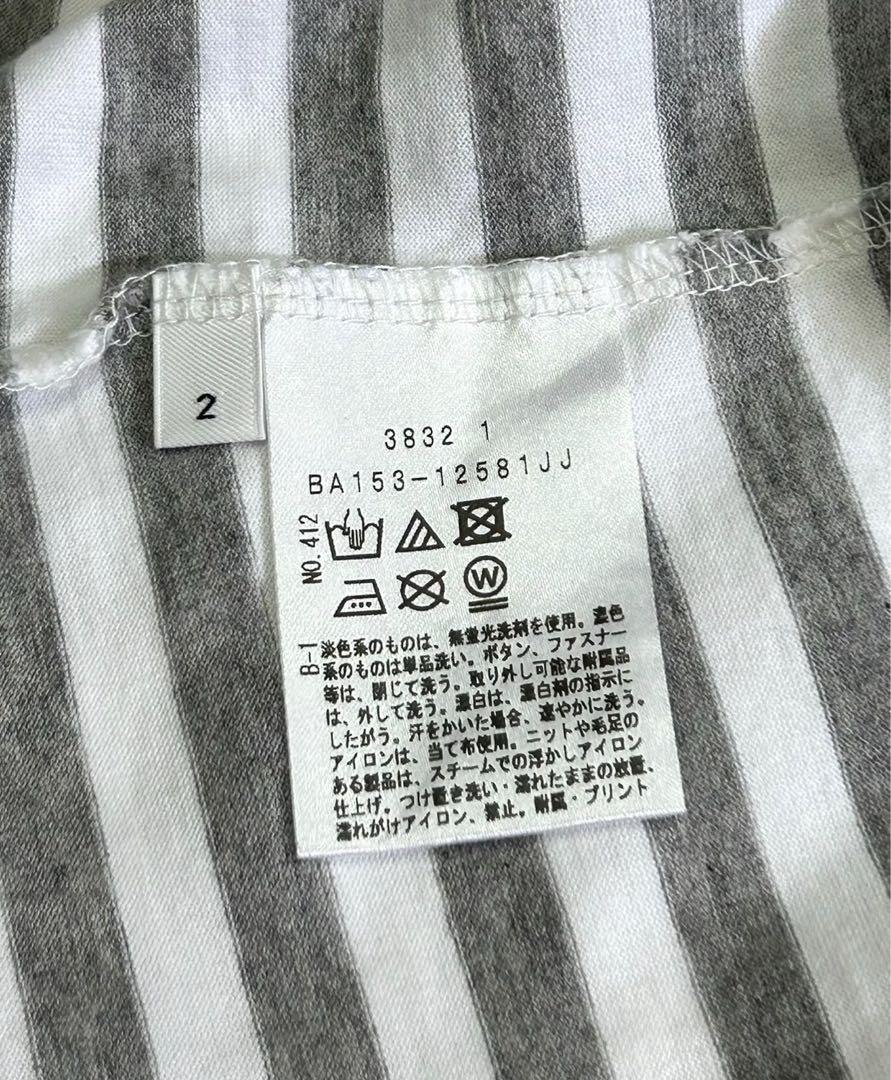 2
3832 1
BA153-12581JJ
NO.412
W
B-1
淡色系のものは、無蛍光洗剤を使用。濃色
系のものは単品洗い。ボタン、ファスナー
等は、閉じて洗う。取り外し可能な附属品
は、外して洗う。漂白は、漂白剤の指示に
したがう。汗をかいた場合、速やかに洗う。
アイロンは、当て布使用。ニットや毛足の
ある製品は、スチームでの浮かしアイロン
仕上げ。つけ置き洗い・濡れたままの放置、
濡れがけアイロン、禁止。附属・プリント